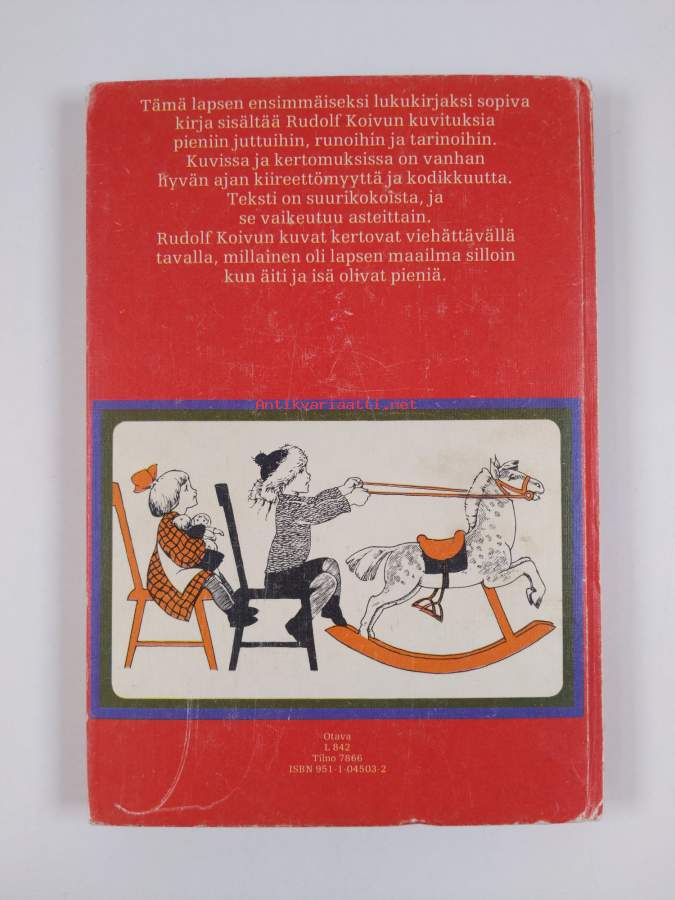 Tämä lapsen ensimmäiseksi lukukirjaksi sopiva
kirja sisältää Rudolf Koivun kuvituksia
pieniin juttuihin, runoihin ja tarinoihin.
Kuvissa ja kertomuksissa on vanhan
hyvän ajan kiireettömyyttä ja kodikkuutta.
Teksti on suurikokoista, ja
se vaikeutuu asteittain.
Rudolf Koivun kuvat kertovat viehättävällä
tavalla, millainen oli lapsen maailma silloin
kun äiti ja isä olivat pieniä.
Antikvariaatti.net
Otava
L 842
Tilno 7866
ISBN 951-1-04503-2